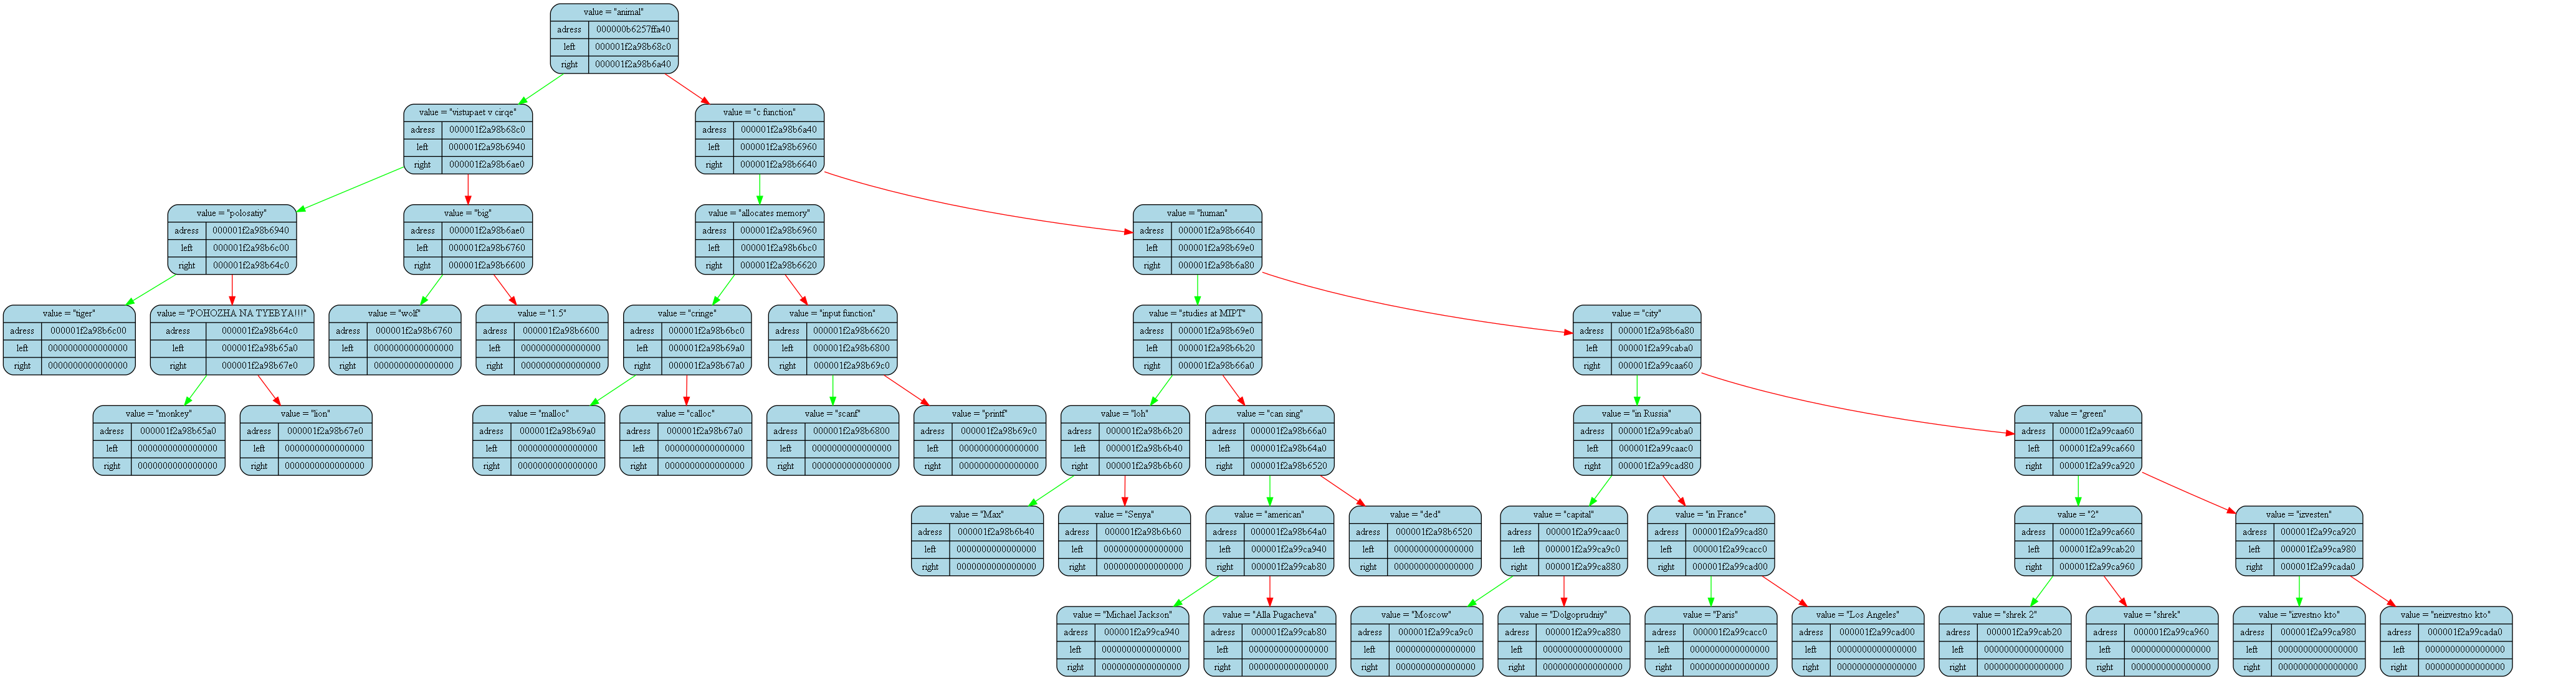 value = "animal"
adress 000000b6257ffa40
left 000001f2a98b68c0
right 000001f2a98b6a40
value = "vistupaet v cirqe"
adress 000001f2a98b68c0
left 000001f2a98b6940
right 000001f2a98b6ae0
value = "c function"
adress 000001f2a98b6a40
left 000001f2a98b6960
right 000001f2a98b6640
value = "polosatiy"
adress 000001f2a98b6940
left 000001f2a98b6c00
right 000001f2a98b64c0
value = "big"
adress 000001f2a98b6ae0
left 000001f2a98b6760
right 000001f2a98b6600
value = "allocates memory"
adress 000001f2a98b6960
left 000001f2a98b6bc0
right 000001f2a98b6620
value = "human"
adress 000001f2a98b6640
left 000001f2a98b69e0
right 000001f2a98b6a80
value = "tiger"
adress 000001f2a98b6c00
left 0000000000000000
right 0000000000000000
value = "POHOZHA NA TYEBYA!!!"
adress 000001f2a98b64c0
left 000001f2a98b65a0
right 000001f2a98b67e0
value = "wolf"
adress 000001f2a98b6760
left 0000000000000000
right 0000000000000000
value = "1.5"
adress 000001f2a98b6600
left 0000000000000000
right 0000000000000000
value = "cringe"
adress 000001f2a98b6bc0
left 000001f2a98b69a0
right 000001f2a98b67a0
value = "input function"
adress 000001f2a98b6620
left 000001f2a98b6800
right 000001f2a98b69c0
value = "studies at MIPT"
adress 000001f2a98b69e0
left 000001f2a98b6b20
right 000001f2a98b66a0
value = "city"
adress 000001f2a98b6a80
left 000001f2a99caba0
right 000001f2a99caa60
value = "monkey"
adress 000001f2a98b65a0
left 0000000000000000
right 0000000000000000
value = "lion"
adress 000001f2a98b67e0
left 0000000000000000
right 0000000000000000
value = "malloc"
adress 000001f2a98b69a0
left 0000000000000000
right 0000000000000000
value = "calloc"
adress 000001f2a98b67a0
left 0000000000000000
right 0000000000000000
value = "scanf"
adress 000001f2a98b6800
left 0000000000000000
right 0000000000000000
value = "printf"
adress 000001f2a98b69c0
left 0000000000000000
right 0000000000000000
value = "loh"
adress 000001f2a98b6b20
left 000001f2a98b6b40
right 000001f2a98b6b60
value = "can sing"
adress 000001f2a98b66a0
left 000001f2a98b64a0
right 000001f2a98b6520
value = "in Russia"
adress 000001f2a99caba0
left 000001f2a99caac0
right 000001f2a99cad80
value = "green"
adress 000001f2a99caa60
left 000001f2a99ca660
right 000001f2a99ca920
value = "Max"
adress 000001f2a98b6b40
left 0000000000000000
right 0000000000000000
value = "Senya"
adress 000001f2a98b6b60
left 0000000000000000
right 0000000000000000
value = "american"
adress 000001f2a98b64a0
left 000001f2a99ca940
right 000001f2a99cab80
value = "ded"
adress 000001f2a98b6520
left 0000000000000000
right 0000000000000000
value = "capital"
adress 000001f2a99caac0
left 000001f2a99ca9c0
right 000001f2a99ca880
value = "in France"
adress 000001f2a99cad80
left 000001f2a99cacc0
right 000001f2a99cad00
value = "2"
adress 000001f2a99ca660
left 000001f2a99cab20
right 000001f2a99ca960
value = "izvesten"
adress 000001f2a99ca920
left 000001f2a99ca980
right 000001f2a99cada0
value = "Michael Jackson"
adress 000001f2a99ca940
left 0000000000000000
right 0000000000000000
value = "Alla Pugacheva"
adress 000001f2a99cab80
left 0000000000000000
right 0000000000000000
value = "Moscow"
adress 000001f2a99ca9c0
left 0000000000000000
right 0000000000000000
value = "Dolgoprudniy"
adress 000001f2a99ca880
left 0000000000000000
right 0000000000000000
value = "Paris"
adress 000001f2a99cacc0
left 0000000000000000
right 0000000000000000
value = "Los Angeles"
adress 000001f2a99cad00
left 0000000000000000
right 0000000000000000
value = "shrek 2"
adress 000001f2a99cab20
left 0000000000000000
right 0000000000000000
value = "shrek"
adress 000001f2a99ca960
left 0000000000000000
right 0000000000000000
value = "izvestno kto"
adress 000001f2a99ca980
left 0000000000000000
right 0000000000000000
value = "neizvestno kto"
adress 000001f2a99cada0
left 0000000000000000
right 0000000000000000